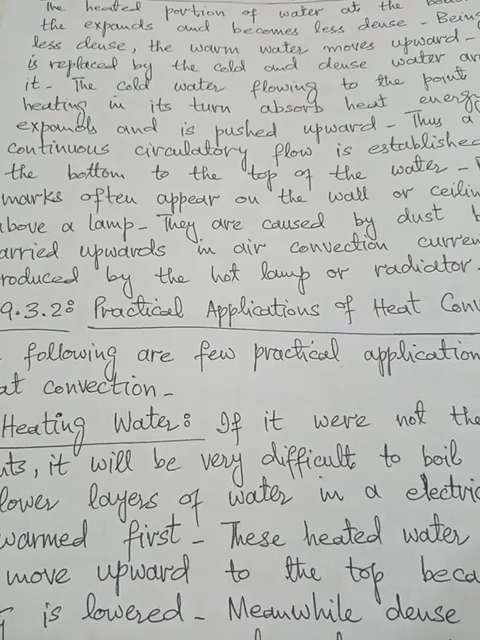 The heated portion of water at the
the expands and becomes less dense - Being
less dense, the warm water moves upward -
is replaced by the cold and dense water
it - The cold water flowing to the point
heating in its turn absorb heat energy
expands and is pushed upward - Thus a
continuous circulatory flow is established
the bottom to the top of the water -
marks often appear on the wall or ceilin
above a lamp - They are caused by dust b
arried upwards in air convection curren
roduced by the hot lamp or radiator.
9.3.2: Practical Applications of Heat Conv
following are few practical application
at convection -
Heating Water: If it were not the
nts, it will be very difficult to boil
lower layers of water in a electric
warmed first - These heated water
move upward to the top beca
is lowered - Meanwhile dense